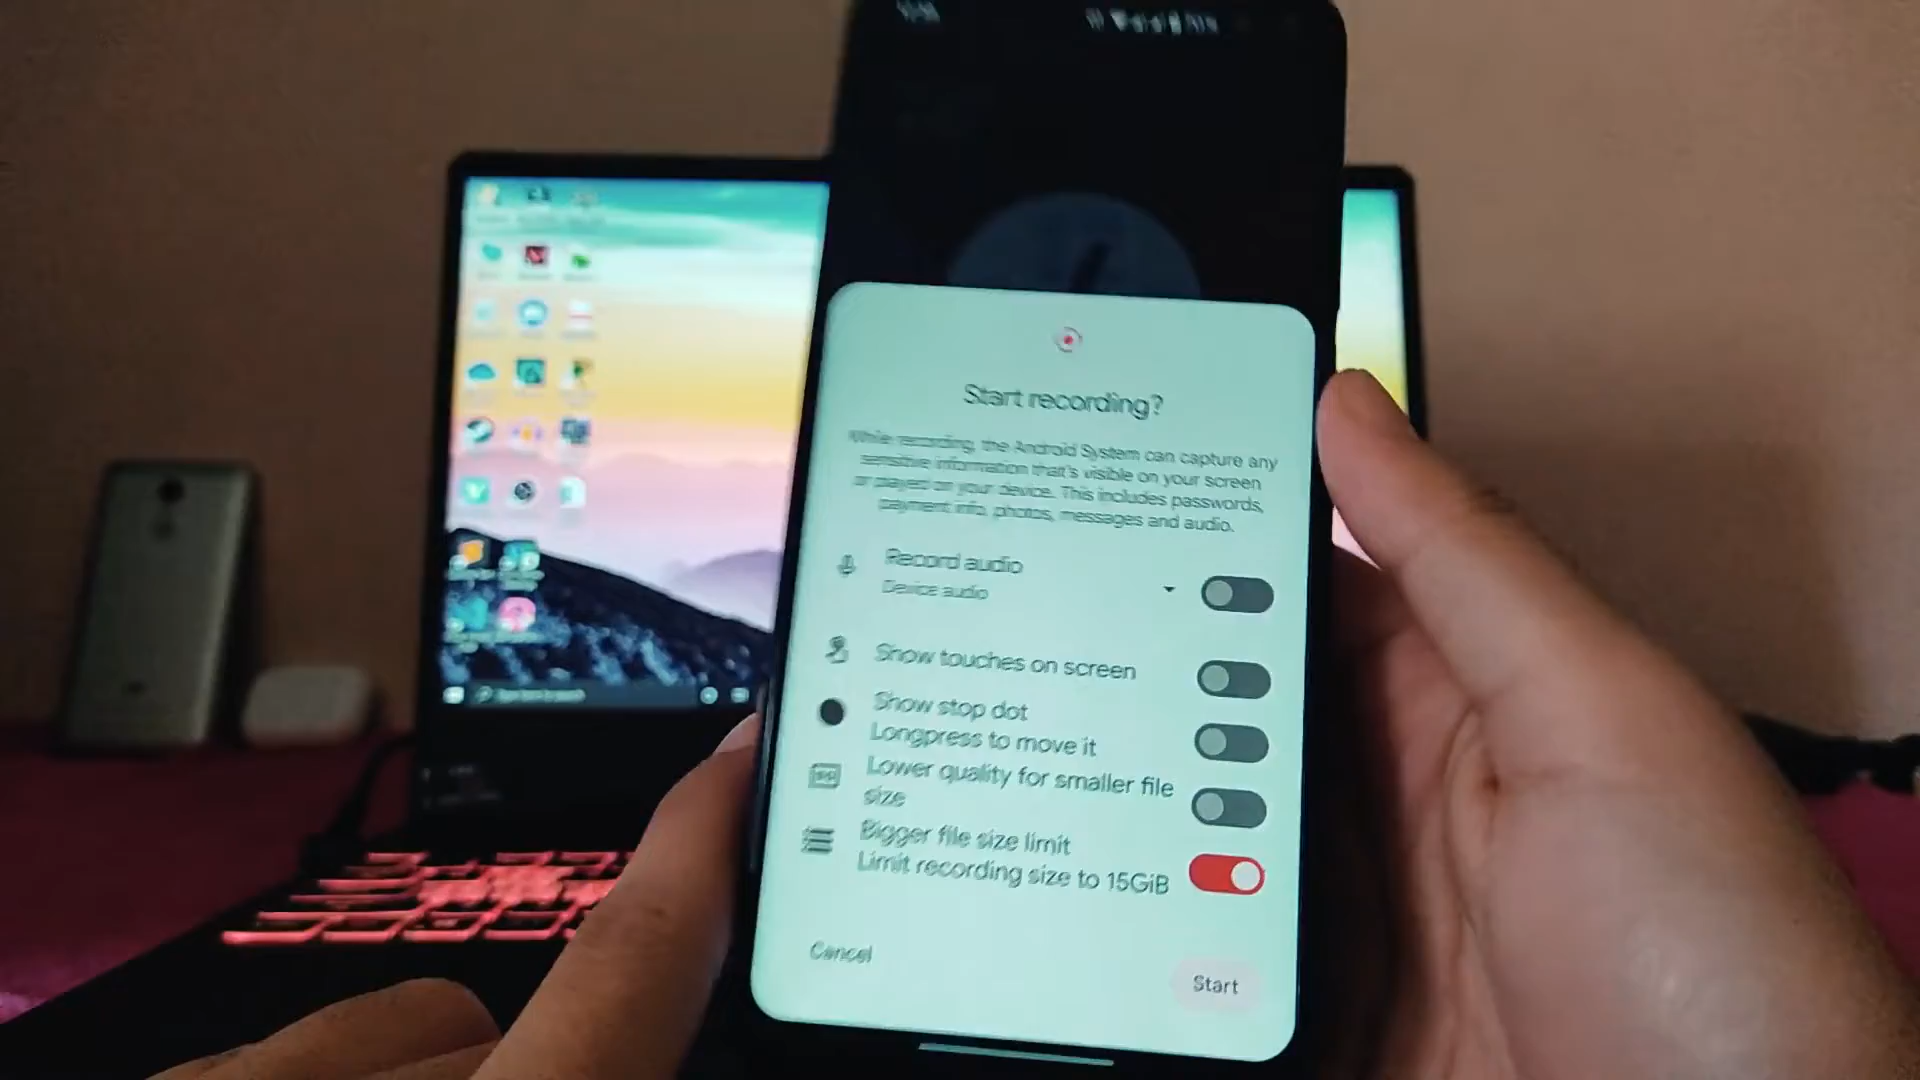 Start recording?
While recording, the Android System can capture any
sensitive information that's visible on your screen
or played on your device. This includes passwords,
payment info, photos, messages and audio.
Record audio
Device audio
Show touches on screen
Show stop dot
Longpress to move it
Lower quality for smaller file
size
Bigger file size limit
Limit recording size to 15GiB
Cancel
Start